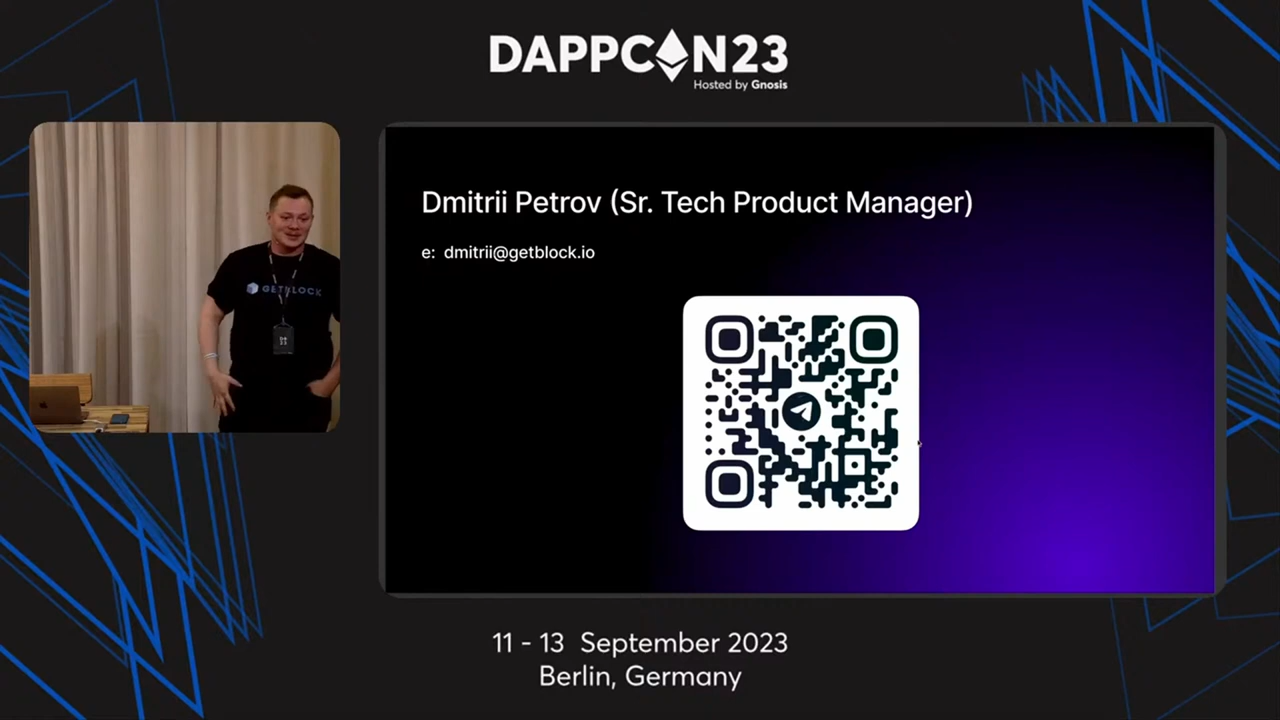 DAPPCON23
Hosted by Gnosis
GETBLOCK
Dmitrii Petrov (Sr. Tech Product Manager)
e: dmitrii@getblock.io
11 - 13 September 2023
Berlin, Germany